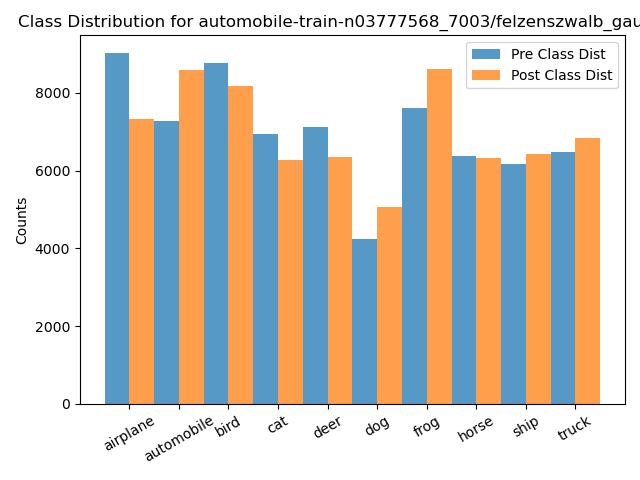 Class Distribution for automobile-train-n03777568_7003/felzenszwalb_gau
Pre Class Dist
Post Class Dist
Counts
8000
6000
4000
2000
0
airplane
automobile
bird
cat
deer
dog
frog
horse
ship
truck